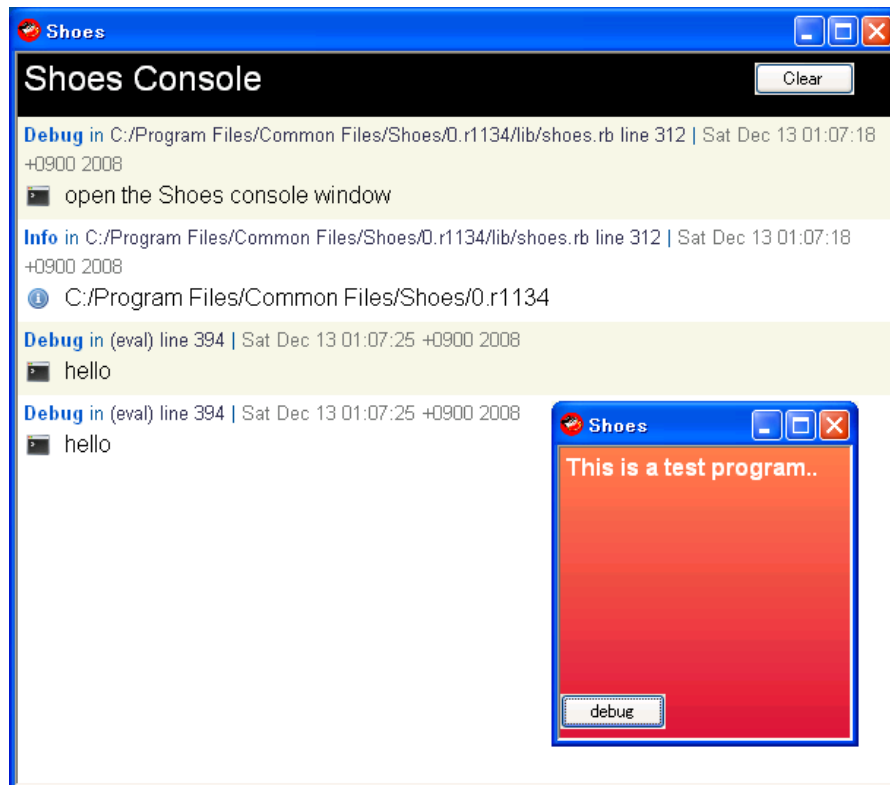 Shoes
Shoes Console
Clear
Debug in C:/Program Files/Common Files/Shoes/0.r1134/lib/shoes.rb line 312 | Sat Dec 13 01:07:18
+0900 2008
open the Shoes console window
Info in C:/Program Files/Common Files/Shoes/0.r1134/lib/shoes.rb line 312 | Sat Dec 13 01:07:18
+0900 2008
C:/Program Files/Common Files/Shoes/0.r1134
Debug in (eval) line 394 | Sat Dec 13 01:07:25 +0900 2008
hello
Debug in (eval) line 394 | Sat Dec 13 01:07:25 +0900 2008
hello
Shoes
This is a test program..
debug